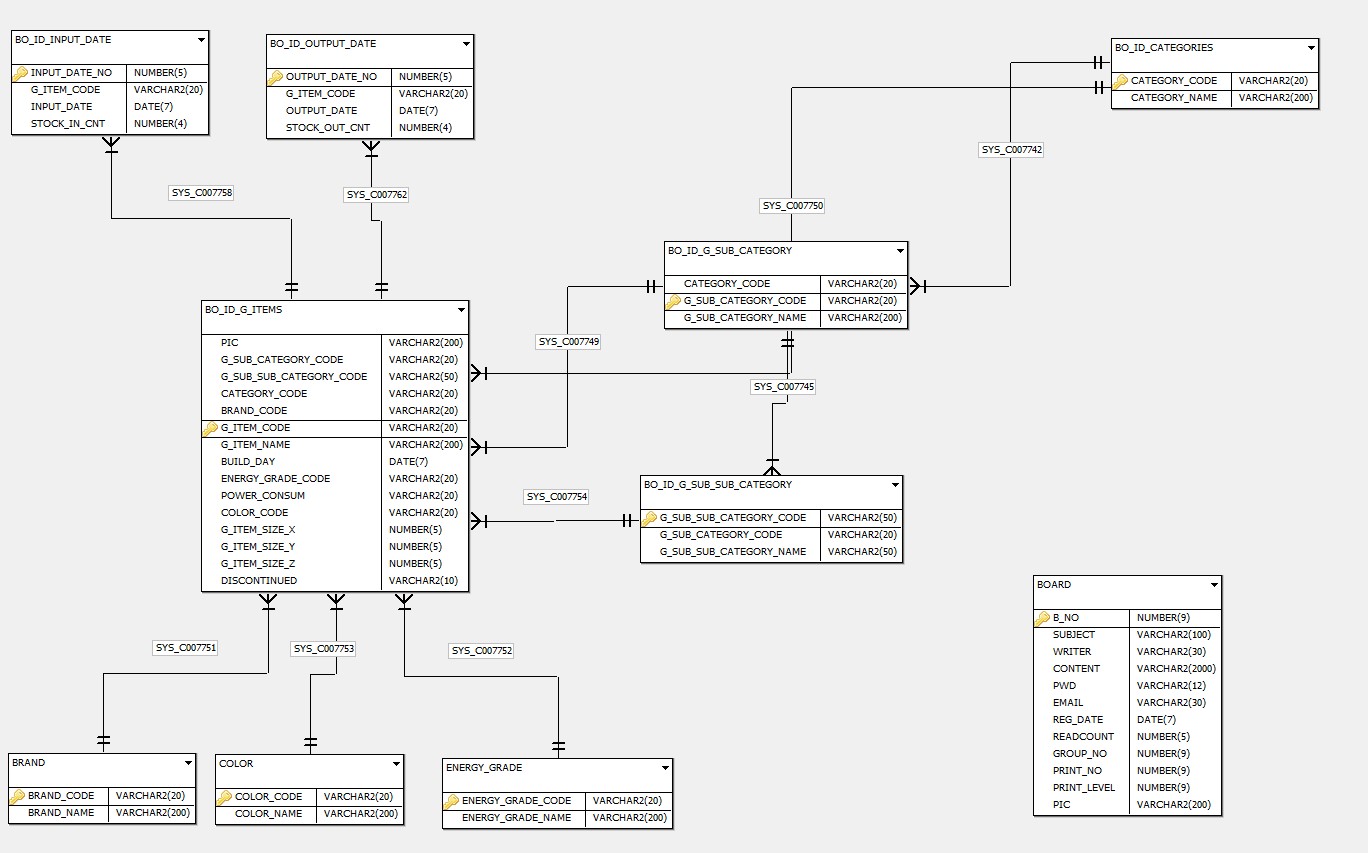 BO_ID_INPUT_DATE
INPUT_DATE_NO NUMBER(5)
G_ITEM_CODE VARCHAR2(20)
INPUT_DATE DATE(7)
STOCK_IN_CNT NUMBER(4)
BO_ID_OUTPUT_DATE
OUTPUT_DATE_NO NUMBER(5)
G_ITEM_CODE VARCHAR2(20)
OUTPUT_DATE DATE(7)
STOCK_OUT_CNT NUMBER(4)
BO_ID_CATEGORIES
CATEGORY_CODE VARCHAR2(20)
CATEGORY_NAME VARCHAR2(200)
SYS_C007742
SYS_C007758
SYS_C007762
SYS_C007750
BO_ID_G_SUB_CATEGORY
CATEGORY_CODE VARCHAR2(20)
G_SUB_CATEGORY_CODE VARCHAR2(20)
G_SUB_CATEGORY_NAME VARCHAR2(200)
BO_ID_G_ITEMS
PIC VARCHAR2(200)
G_SUB_CATEGORY_CODE VARCHAR2(20)
G_SUB_SUB_CATEGORY_CODE VARCHAR2(50)
CATEGORY_CODE VARCHAR2(20)
BRAND_CODE VARCHAR2(20)
G_ITEM_CODE VARCHAR2(20)
G_ITEM_NAME VARCHAR2(200)
BUILD_DAY DATE(7)
ENERGY_GRADE_CODE VARCHAR2(20)
POWER_CONSUM VARCHAR2(20)
COLOR_CODE VARCHAR2(20)
G_ITEM_SIZE_X NUMBER(5)
G_ITEM_SIZE_Y NUMBER(5)
G_ITEM_SIZE_Z NUMBER(5)
DISCONTINUED VARCHAR2(10)
SYS_C007749
SYS_C007745
SYS_C007754
BO_ID_G_SUB_SUB_CATEGORY
G_SUB_SUB_CATEGORY_CODE VARCHAR2(50)
G_SUB_CATEGORY_CODE VARCHAR2(20)
G_SUB_SUB_CATEGORY_NAME VARCHAR2(50)
BOARD
B_NO NUMBER(9)
SUBJECT VARCHAR2(100)
WRITER VARCHAR2(30)
CONTENT VARCHAR2(2000)
PWD VARCHAR2(12)
EMAIL VARCHAR2(30)
REG_DATE DATE(7)
READCOUNT NUMBER(5)
GROUP_NO NUMBER(9)
PRINT_NO NUMBER(9)
PRINT_LEVEL NUMBER(9)
PIC VARCHAR2(200)
SYS_C007751
SYS_C007753
SYS_C007752
BRAND
BRAND_CODE VARCHAR2(20)
BRAND_NAME VARCHAR2(200)
COLOR
COLOR_CODE VARCHAR2(20)
COLOR_NAME VARCHAR2(200)
ENERGY_GRADE
ENERGY_GRADE_CODE VARCHAR2(20)
ENERGY_GRADE_NAME VARCHAR2(200)